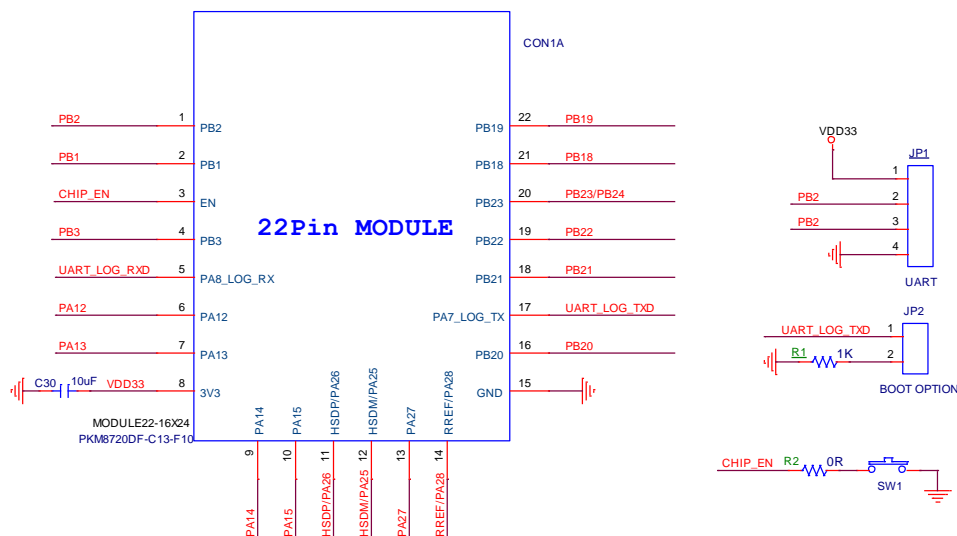 CON1A
22Pin MODULE
PB2 1 PB2
PB1 2 PB1
CHIP_EN 3 EN
PB3 4 PB3
UART_LOG_RXD 5 PA8_LOG_RX
PA12 6 PA12
PA13 7 PA13
C30 10uF VDD33 8 3V3
PB19 22 PB19
PB18 21 PB18
PB23 20 PB23/PB24
PB22 19 PB22
PB21 18 PB21
PA7_LOG_TX 17 UART_LOG_TXD
PB20 16 PB20
GND 15
MODULE22-16X24
PKM8720DF-C13-F10
PA14 9 PA14
PA15 10 PA15
HSDP/PA26 11 HSDP/PA26
HSDM/PA25 12 HSDM/PA25
PA27 13 PA27
RREF/PA28 14 RREF/PA28
VDD33
JP1
1
PB2 2
PB2 3
4
UART
JP2
UART_LOG_TXD 1
R1 1K 2
BOOT OPTION
CHIP_EN R2 0R
SW1